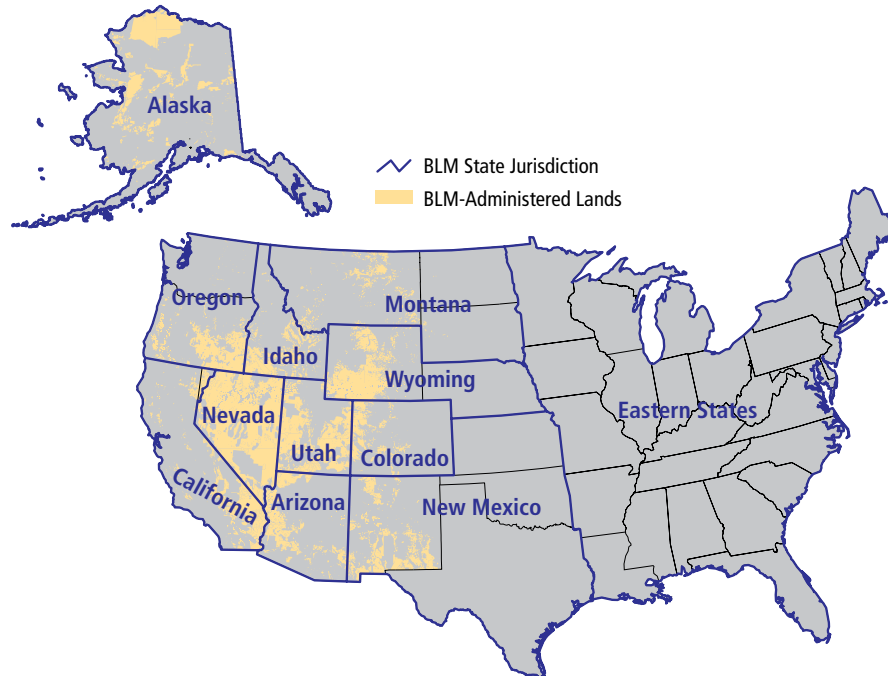 Alaska
BLM State Jurisdiction
BLM-Administered Lands
Oregon
Montana
Idaho
Wyoming
Nevada
Eastern States
Utah
Colorado
California
Arizona
New Mexico